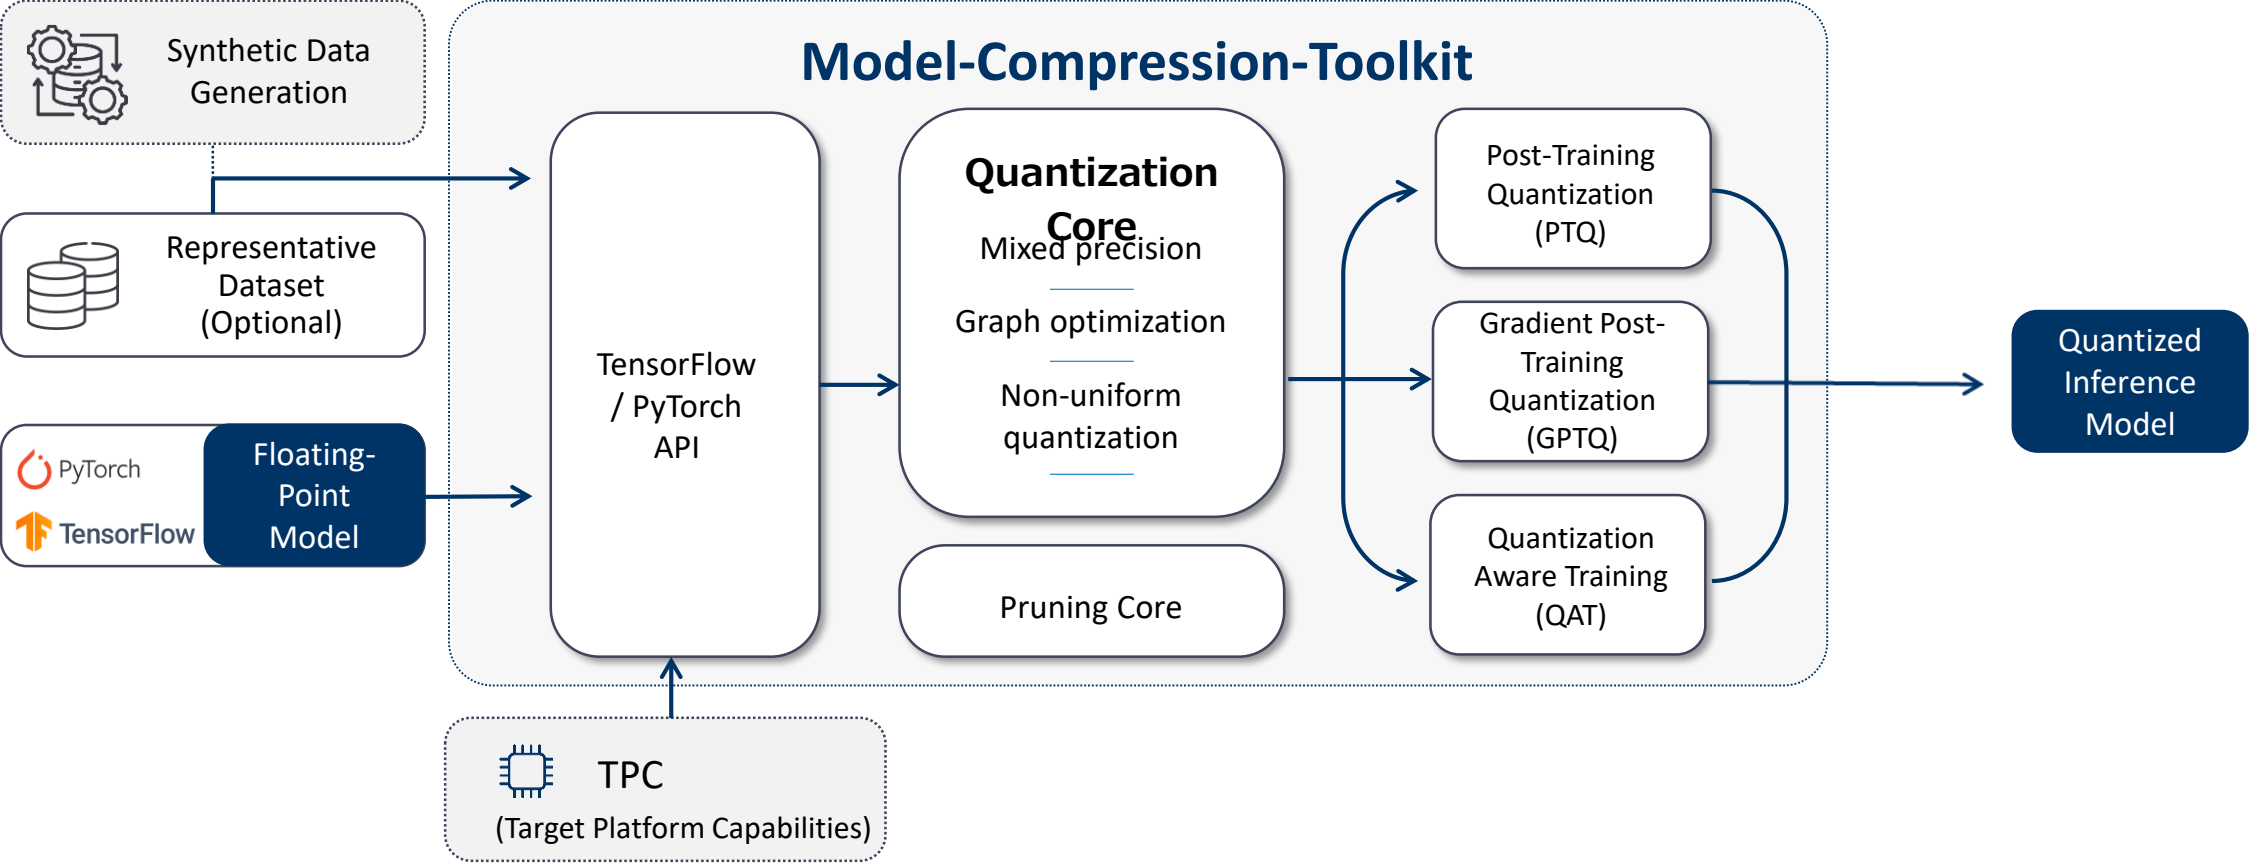 Synthetic Data
Generation
Representative
Dataset
(Optional)
PyTorch
TensorFlow
Floating-
Point
Model
Model-Compression-Toolkit
TensorFlow
/ PyTorch
API
Quantization
Core
Mixed precision
Graph optimization
Non-uniform
quantization
Pruning Core
Post-Training
Quantization
(PTQ)
Gradient Post-
Training
Quantization
(GPTQ)
Quantization
Aware Training
(QAT)
Quantized
Inference
Model
TPC
(Target Platform Capabilities)